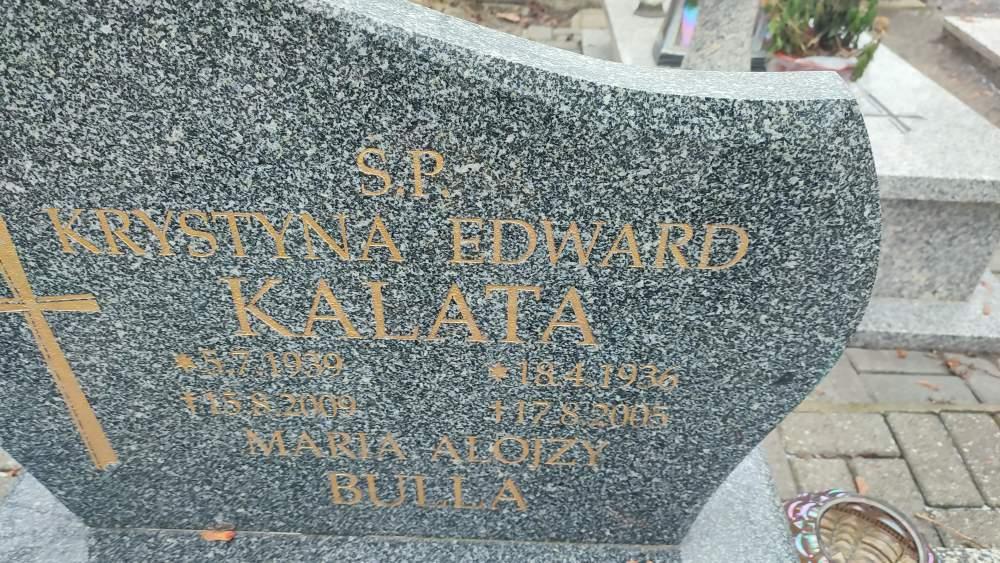 Ś.P.
KRYSTYNA EDWARD
KALATA
*5.7.1939 *18.4.1936
†15.8.2009 †17.8.2005
MARIA ALOJZY
BULLA